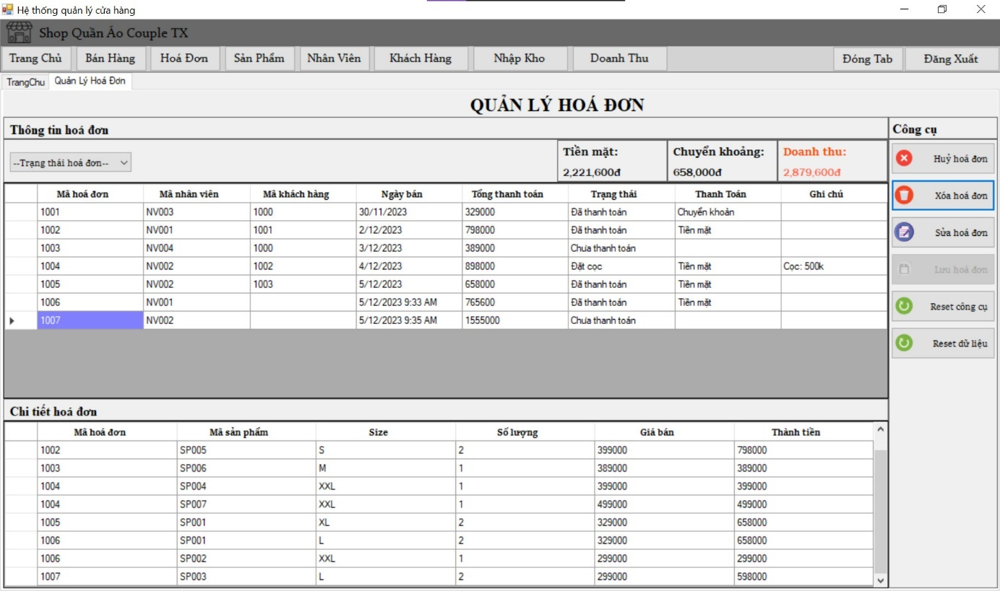 Hệ thống quản lý cửa hàng
Shop Quần Áo Couple TX
Trang Chủ Bán Hàng Hoá Đơn Sản Phẩm Nhân Viên Khách Hàng Nhập Kho Doanh Thu Đóng Tab Đăng Xuất
TrangChu Quản Lý Hoá Đơn
QUẢN LÝ HOÁ ĐƠN
Thông tin hoá đơn
Công cụ
--Trạng thái hoá đơn--
Tiền mặt: Chuyển khoảng: Doanh thu:
2,221,600đ 658,000đ 2,879,600đ
Huỷ hoá đơn
Xóa hoá đơn
Sửa hoá đơn
Lưu hoá đơn
Reset công cụ
Reset dử liệu
Mã hoá đơn Mã nhân viên Mã khách hàng Ngày bán Tổng thanh toán Trạng thái Thanh Toán Ghi chú
1001 NV003 1000 30/11/2023 329000 Đã thanh toán Chuyển khoản
1002 NV001 1001 2/12/2023 798000 Đã thanh toán Tiền mặt
1003 NV004 1000 3/12/2023 389000 Chưa thanh toán
1004 NV002 1002 4/12/2023 898000 Đặt cọc Tiền mặt Cọc: 500k
1005 NV002 1003 5/12/2023 658000 Đã thanh toán Tiền mặt
1006 NV001 5/12/2023 9:33 AM 765600 Đã thanh toán Tiền mặt
1007 NV002 5/12/2023 9:35 AM 1555000 Chưa thanh toán
Chi tiết hoá đơn
Mã hoá đơn Mã sản phẩm Size Số lượng Giá bán Thành tiền
1002 SP005 S 2 399000 798000
1003 SP006 M 1 389000 389000
1004 SP004 XXL 1 399000 399000
1004 SP007 XXL 1 499000 499000
1005 SP001 XL 2 329000 658000
1006 SP001 L 2 329000 658000
1006 SP002 XXL 1 299000 299000
1007 SP003 L 2 299000 598000